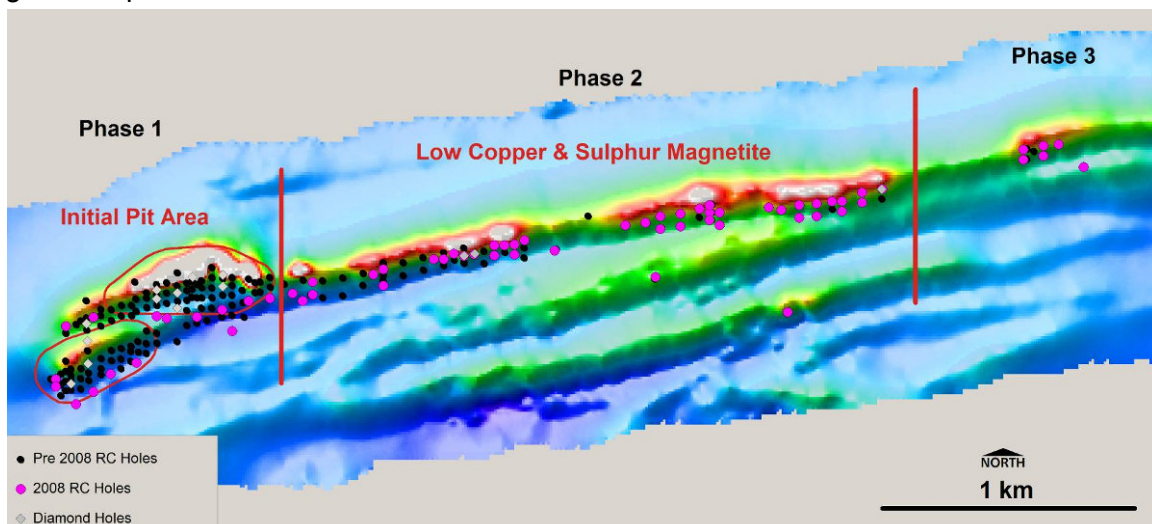 Phase 3
Phase 2
Phase 1
Low Copper & Sulphur Magnetite
Initial Pit Area
Pre 2008 RC Holes
2008 RC Holes
Diamond Holes
NORTH
1 km